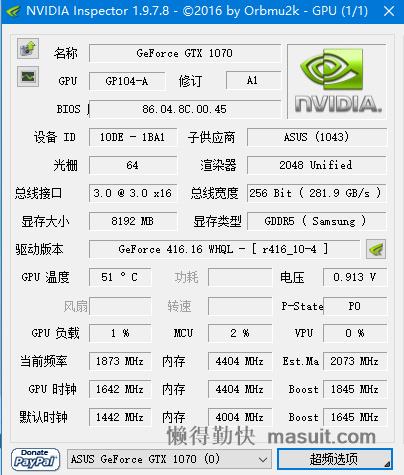 NVIDIA Inspector 1.9.7.8 - ©2016 by Orbmu2k - GPU (1/1)
名称 GeForce GTX 1070
GPU GP104-A 修订 A1
BIOS 86.04.8C.00.45
NVIDIA.
设备 ID 10DE - 1BA1 子供应商 ASUS (1043)
光栅 64 渲染器 2048 Unified
总线接口 3.0 @ 3.0 x16 总线宽度 256 Bit ( 281.9 GB/s )
显存大小 8192 MB 显存类型 GDDR5 ( Samsung )
驱动版本 GeForce 416.16 WHQL - [ r416_10-4 ]
GPU 温度 51 ° C 功耗 电压 0.913 V
风扇 转速 P-State P0
GPU 负载 1 % MCU 2 % VPU 0 %
当前频率 1873 MHz 内存 4404 MHz Est.Ma 2073 MHz
GPU 时钟 1642 MHz 内存 4404 MHz Boost 1845 MHz
默认时钟 1442 MHz 内存 4004 MHz Boost 1645 MHz
懒得勤快 masuit.com
Donate
PayPal
ASUS GeForce GTX 1070 (0) 超频选项